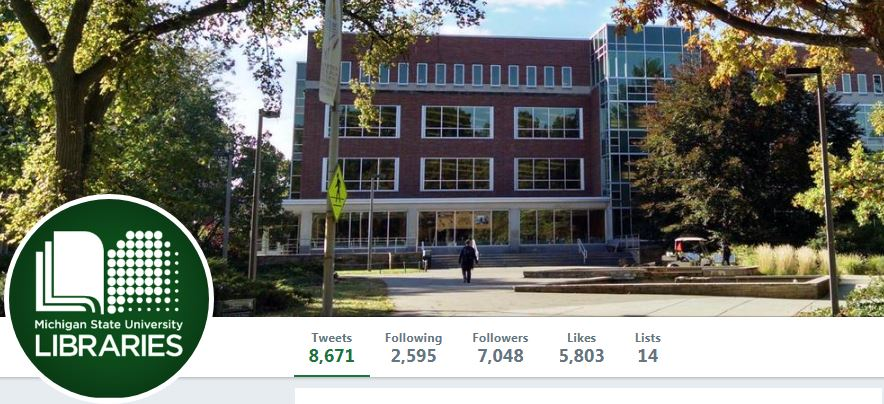 Michigan State University
LIBRARIES
Tweets Following Followers Likes Lists
8,671 2,595 7,048 5,803 14